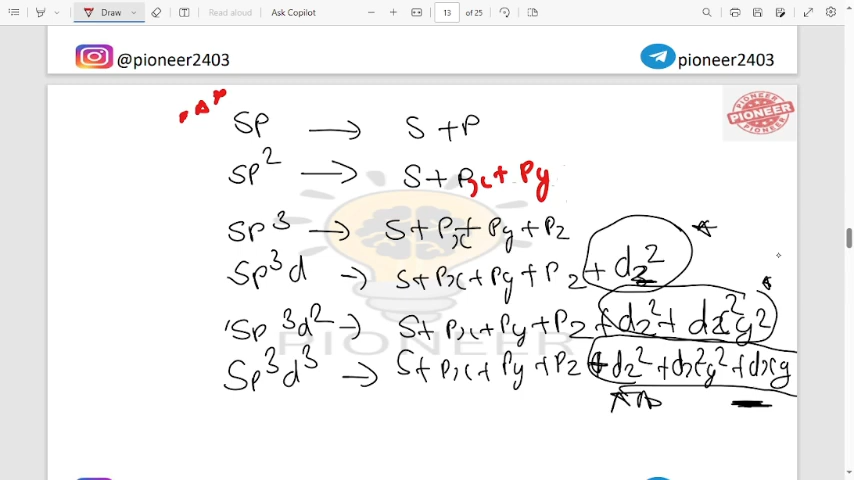 Draw Read aloud Ask Copilot 13 of 25
@pioneer2403 pioneer2403
PIONEER
SP → S + P
SP² → S + Px + Py
SP³ → S + Px + Py + Pz
SP³d → S + Px + Py + Pz + dz²
SP³d² → S + Px + Py + Pz + dz² + dx²y²
SP³d³ → S + Px + Py + Pz + dz² + dx²y² + dxy
PIONEER